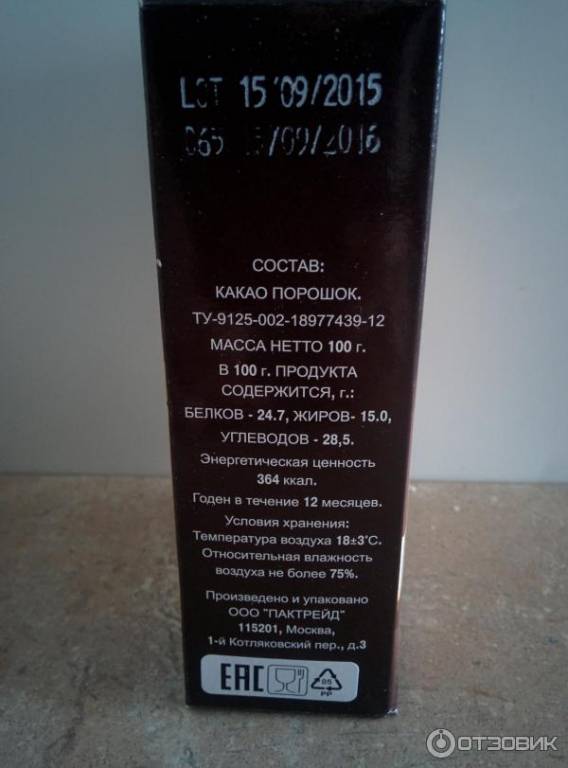 LOT 15 09/2015
/09/2016
СОСТАВ:
КАКАО ПОРОШОК.
ТУ-9125-002-18977439-12
МАССА НЕТТО 100 г.
В 100 г. ПРОДУКТА
СОДЕРЖИТСЯ, г.:
БЕЛКОВ - 24.7, ЖИРОВ- 15.0,
УГЛЕВОДОВ - 28,5.
Энергетическая ценность
364 ккал.
Годен в течение 12 месяцев.
Условия хранения:
Температура воздуха 18±3°С.
Относительная влажность
воздуха не более 75%.
Произведено и упаковано
ООО "ПАКТРЕЙД"
115201, Москва,
1-й Котляковский пер., д.3
EAC
05
PP
ОТЗОВИК